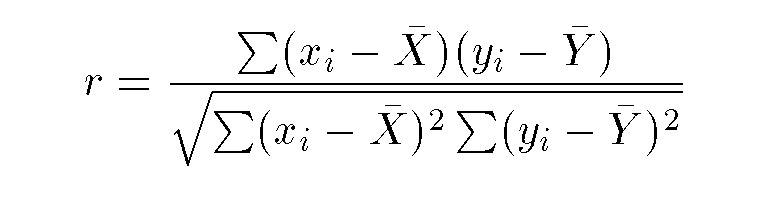 r = \frac{\sum(x_i - \bar{X})(y_i - \bar{Y})}{\sqrt{\sum(x_i - \bar{X})^2 \sum(y_i - \bar{Y})^2}}